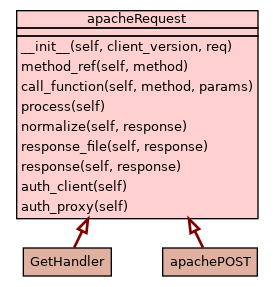 apacheRequest
__init__(self, client_version, req)
method_ref(self, method)
call_function(self, method, params)
process(self)
normalize(self, response)
response_file(self, response)
response(self, response)
auth_client(self)
auth_proxy(self)
GetHandler
apachePOST